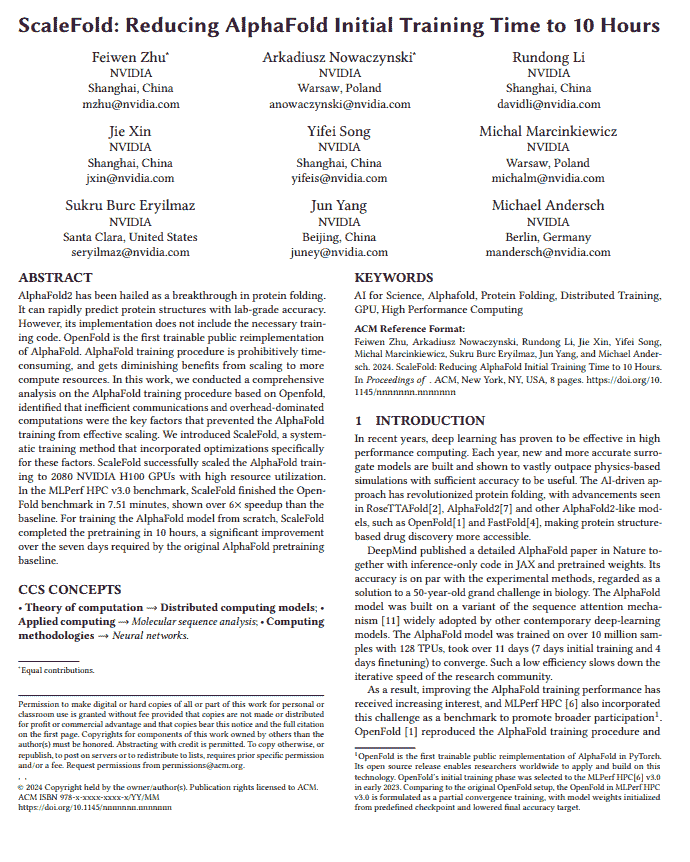 ScaleFold: Reducing AlphaFold Initial Training Time to 10 Hours
Feiwen Zhu*
NVIDIA
Shanghai, China
mzhu@nvidia.com
Arkadiusz Nowaczynski*
NVIDIA
Warsaw, Poland
anowaczynski@nvidia.com
Rundong Li
NVIDIA
Shanghai, China
davidli@nvidia.com
Jie Xin
NVIDIA
Shanghai, China
jxin@nvidia.com
Yifei Song
NVIDIA
Shanghai, China
yifeis@nvidia.com
Michal Marcinkiewicz
NVIDIA
Warsaw, Poland
michalm@nvidia.com
Sukru Burc Eryilmaz
NVIDIA
Santa Clara, United States
seryilmaz@nvidia.com
Jun Yang
NVIDIA
Beijing, China
juney@nvidia.com
Michael Andersch
NVIDIA
Berlin, Germany
mandersch@nvidia.com
ABSTRACT
AlphaFold2 has been hailed as a breakthrough in protein folding.
It can rapidly predict protein structures with lab-grade accuracy.
However, its implementation does not include the necessary train-
ing code. OpenFold is the first trainable public reimplementation
of AlphaFold. AlphaFold training procedure is prohibitively time-
consuming, and gets diminishing benefits from scaling to more
compute resources. In this work, we conducted a comprehensive
analysis on the AlphaFold training procedure based on Openfold,
identified that inefficient communications and overhead-dominated
computations were the key factors that prevented the AlphaFold
training from effective scaling. We introduced ScaleFold, a system-
atic training method that incorporated optimizations specifically
for these factors. ScaleFold successfully scaled the AlphaFold train-
ing to 2080 NVIDIA H100 GPUs with high resource utilization.
In the MLPerf HPC v3.0 benchmark, ScaleFold finished the Open-
Fold benchmark in 7.51 minutes, shown over 6× speedup than the
baseline. For training the AlphaFold model from scratch, ScaleFold
completed the pretraining in 10 hours, a significant improvement
over the seven days required by the original AlphaFold pretraining
baseline.
CCS CONCEPTS
• Theory of computation ⇝ Distributed computing models; •
Applied computing ⇝ Molecular sequence analysis; • Computing
methodologies ⇝ Neural networks.
*Equal contributions.
Permission to make digital or hard copies of all or part of this work for personal or
classroom use is granted without fee provided that copies are not made or distributed
for profit or commercial advantage and that copies bear this notice and the full citation
on the first page. Copyrights for components of this work owned by others than the
author(s) must be honored. Abstracting with credit is permitted. To copy otherwise, or
republish, to post on servers or to redistribute to lists, requires prior specific permission
and/or a fee. Request permissions from permissions@acm.org.
, ,
© 2024 Copyright held by the owner/author(s). Publication rights licensed to ACM.
ACM ISBN 978-x-xxxx-xxxx-x/YY/MM
https://doi.org/10.1145/nnnnnnn.nnnnnnn
KEYWORDS
AI for Science, Alphafold, Protein Folding, Distributed Training,
GPU, High Performance Computing
ACM Reference Format:
Feiwen Zhu, Arkadiusz Nowaczynski, Rundong Li, Jie Xin, Yifei Song,
Michal Marcinkiewicz, Sukru Burc Eryilmaz, Jun Yang, and Michael Ander-
sch. 2024. ScaleFold: Reducing AlphaFold Initial Training Time to 10 Hours.
In Proceedings of . ACM, New York, NY, USA, 8 pages. https://doi.org/10.
1145/nnnnnnn.nnnnnnn
1 INTRODUCTION
In recent years, deep learning has proven to be effective in high
performance computing. Each year, new and more accurate surro-
gate models are built and shown to vastly outpace physics-based
simulations with sufficient accuracy to be useful. The AI-driven ap-
proach has revolutionized protein folding, with advancements seen
in RoseTTAFold[2], AlphaFold2[7] and other AlphaFold2-like mod-
els, such as OpenFold[1] and FastFold[4], making protein structure-
based drug discovery more accessible.
DeepMind published a detailed AlphaFold paper in Nature to-
gether with inference-only code in JAX and pretrained weights. Its
accuracy is on par with the experimental methods, regarded as a
solution to a 50-year-old grand challenge in biology. The AlphaFold
model was built on a variant of the sequence attention mecha-
nism [11] widely adopted by other contemporary deep-learning
models. The AlphaFold model was trained on over 10 million sam-
ples with 128 TPUs, took over 11 days (7 days initial training and 4
days finetuning) to converge. Such a low efficiency slows down the
iterative speed of the research community.
As a result, improving the AlphaFold training performance has
received increasing interest, and MLPerf HPC [6] also incorporated
this challenge as a benchmark to promote broader participation¹.
OpenFold [1] reproduced the AlphaFold training procedure and
¹OpenFold is the first trainable public reimplementation of AlphaFold in PyTorch.
Its open source release enables researchers worldwide to apply and build on this
technology. OpenFold's initial training phase was selected to the MLPerf HPC[6] v3.0
in early 2023. Comparing to the original OpenFold setup, the OpenFold in MLPerf HPC
v3.0 is formulated as a partial convergence training, with model weights initialized
from predefined checkpoint and lowered final accuracy target.